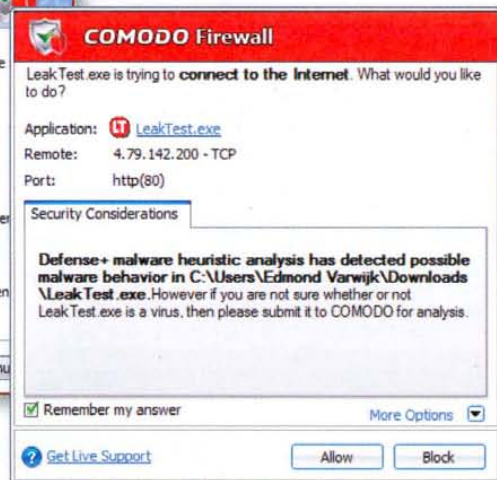 COMODO Firewall
LeakTest.exe is trying to connect to the Internet. What would you like
to do?
Application: LT LeakTest.exe
Remote: 4.79.142.200 - TCP
Port: http(80)
Security Considerations
Defense+ malware heuristic analysis has detected possible
malware behavior in C:\Users\Edmond Varwijk\Downloads
\LeakTest.exe.However if you are not sure whether or not
LeakTest.exe is a virus, then please submit it to COMODO for analysis.
Remember my answer
More Options
? Get Live Support
Allow
Block